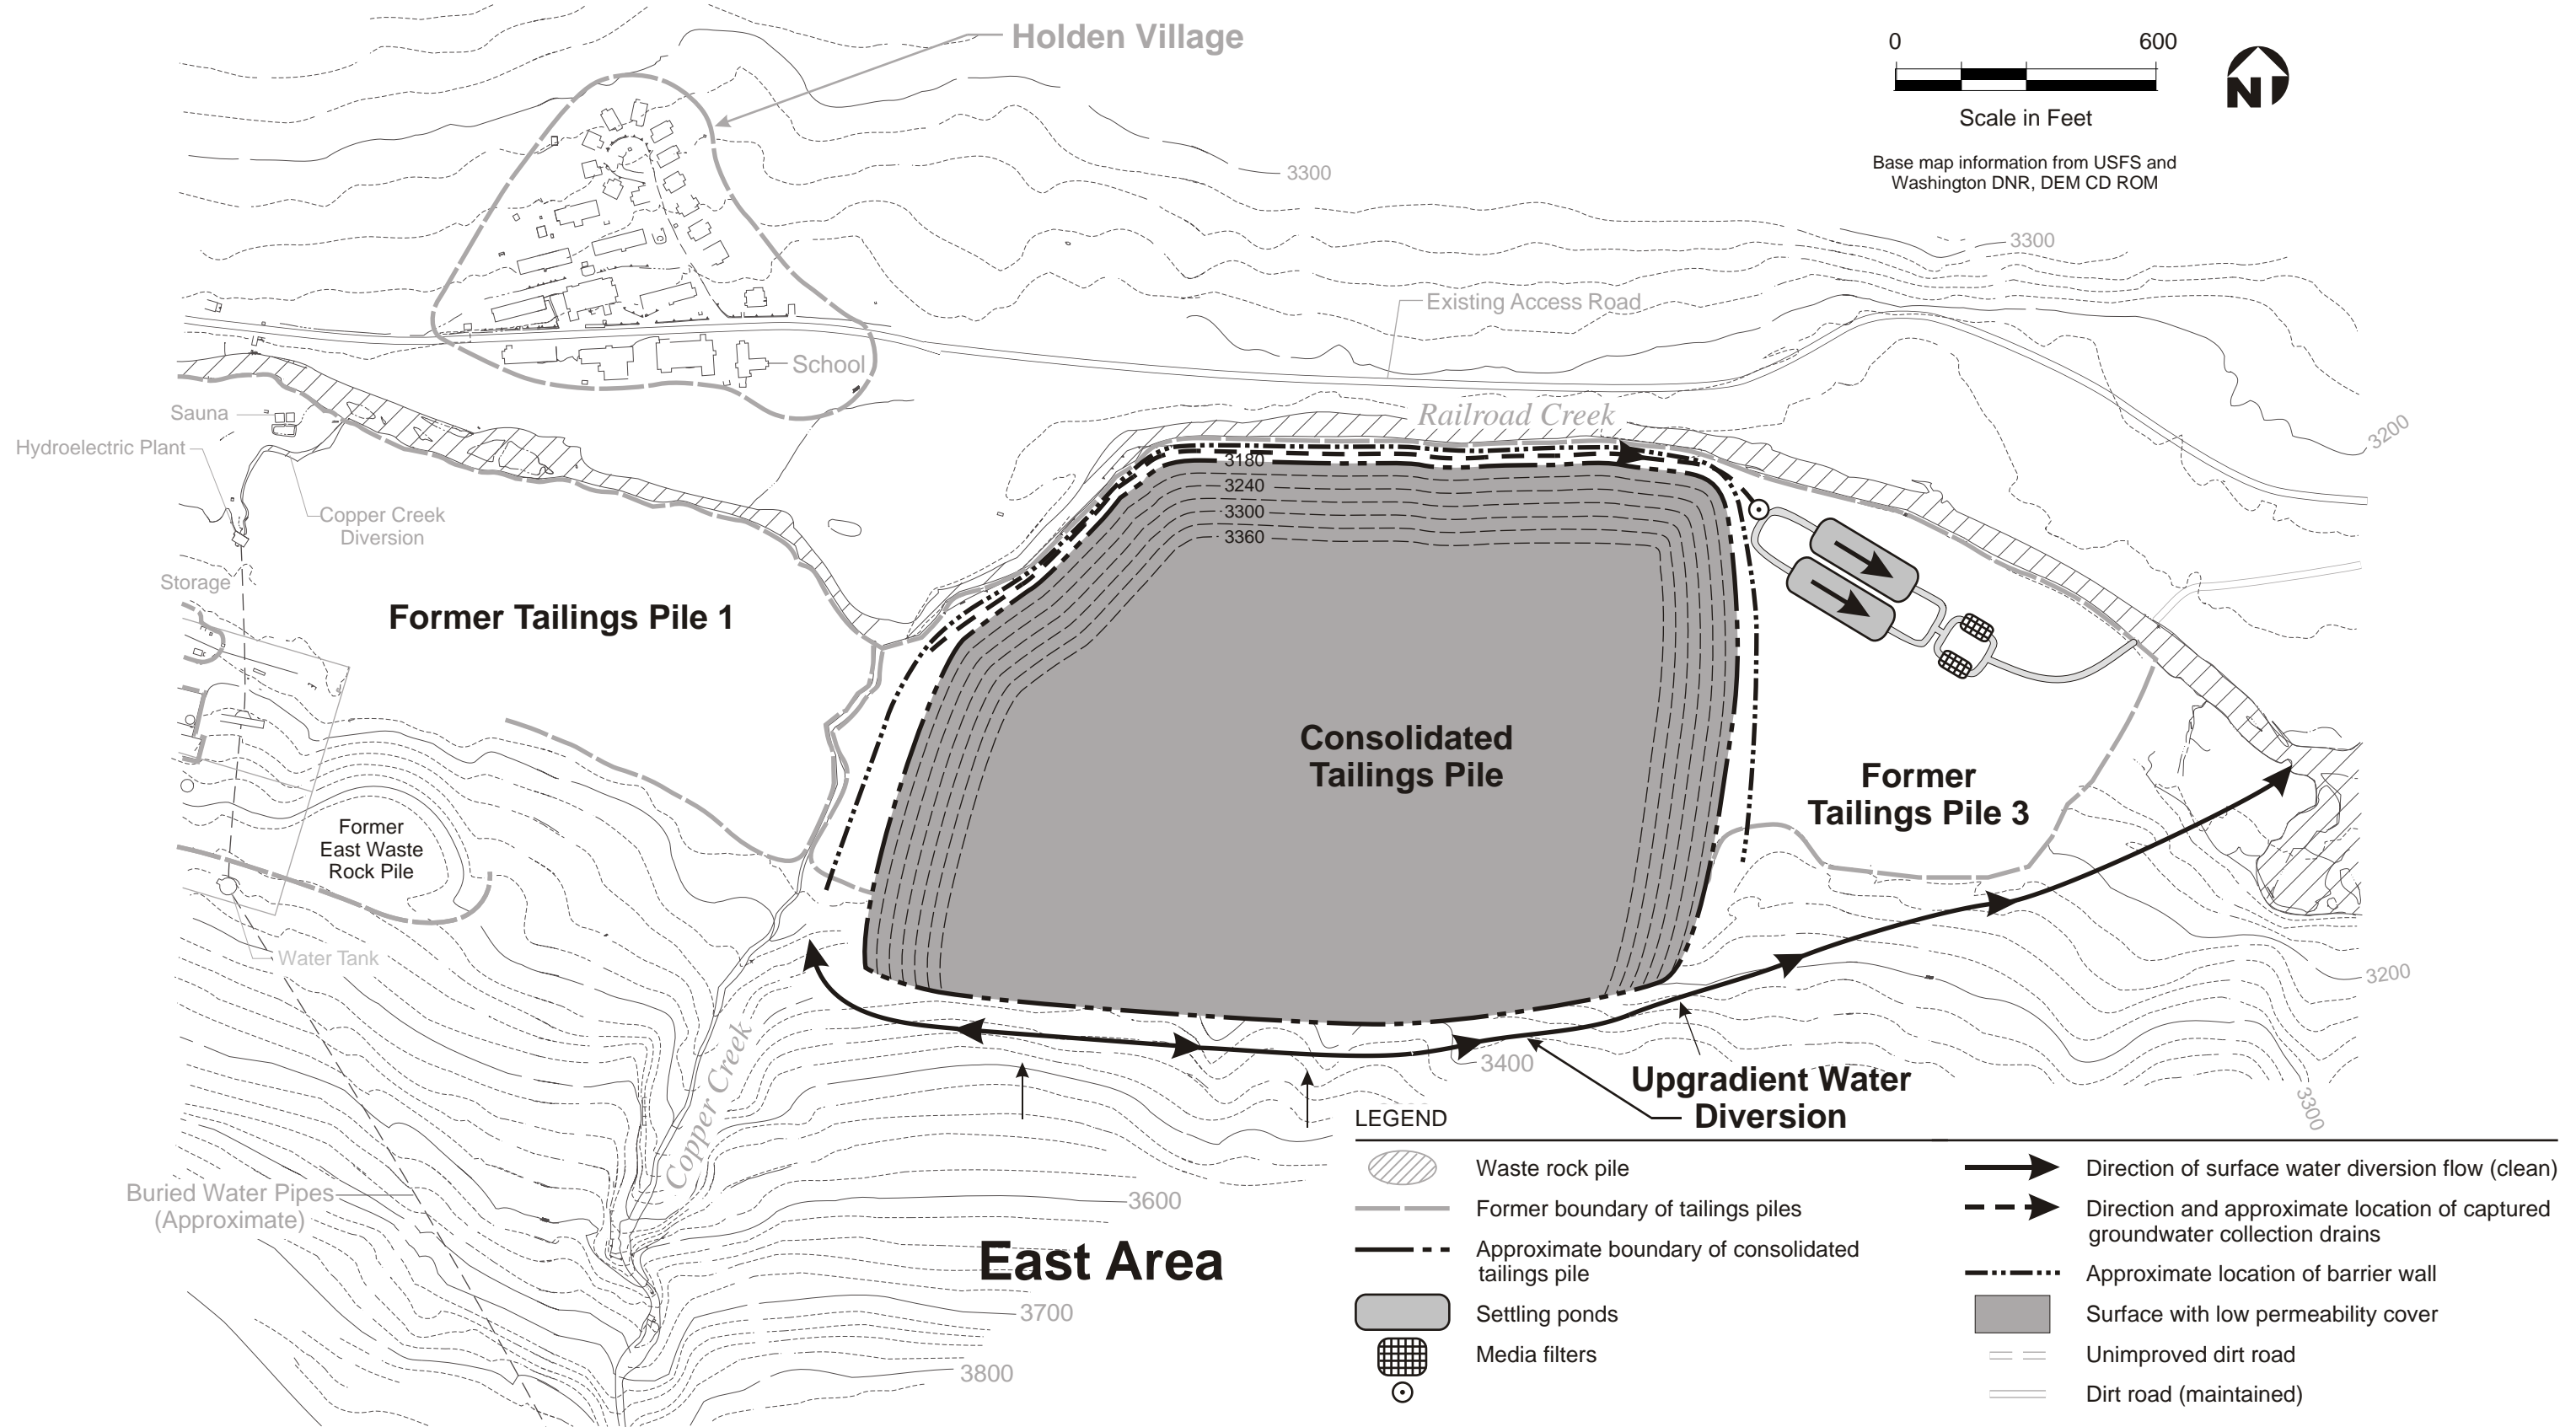 Holden Village
0 600
Scale in Feet
N
Base map information from USFS and
Washington DNR, DEM CD ROM
3300
3300
Existing Access Road
School
Railroad Creek
Sauna
Hydroelectric Plant
3200
3180
3240
3300
3360
Copper Creek
Diversion
Storage
Former Tailings Pile 1
Consolidated
Tailings Pile
Former
Tailings Pile 3
Former
East Waste
Rock Pile
Water Tank
3200
Copper Creek
3400
Upgradient Water
Diversion
3300
Buried Water Pipes
(Approximate)
3600
East Area
3700
3800
LEGEND
Waste rock pile
Former boundary of tailings piles
Approximate boundary of consolidated
tailings pile
Settling ponds
Media filters
Direction of surface water diversion flow (clean)
Direction and approximate location of captured
groundwater collection drains
Approximate location of barrier wall
Surface with low permeability cover
Unimproved dirt road
Dirt road (maintained)